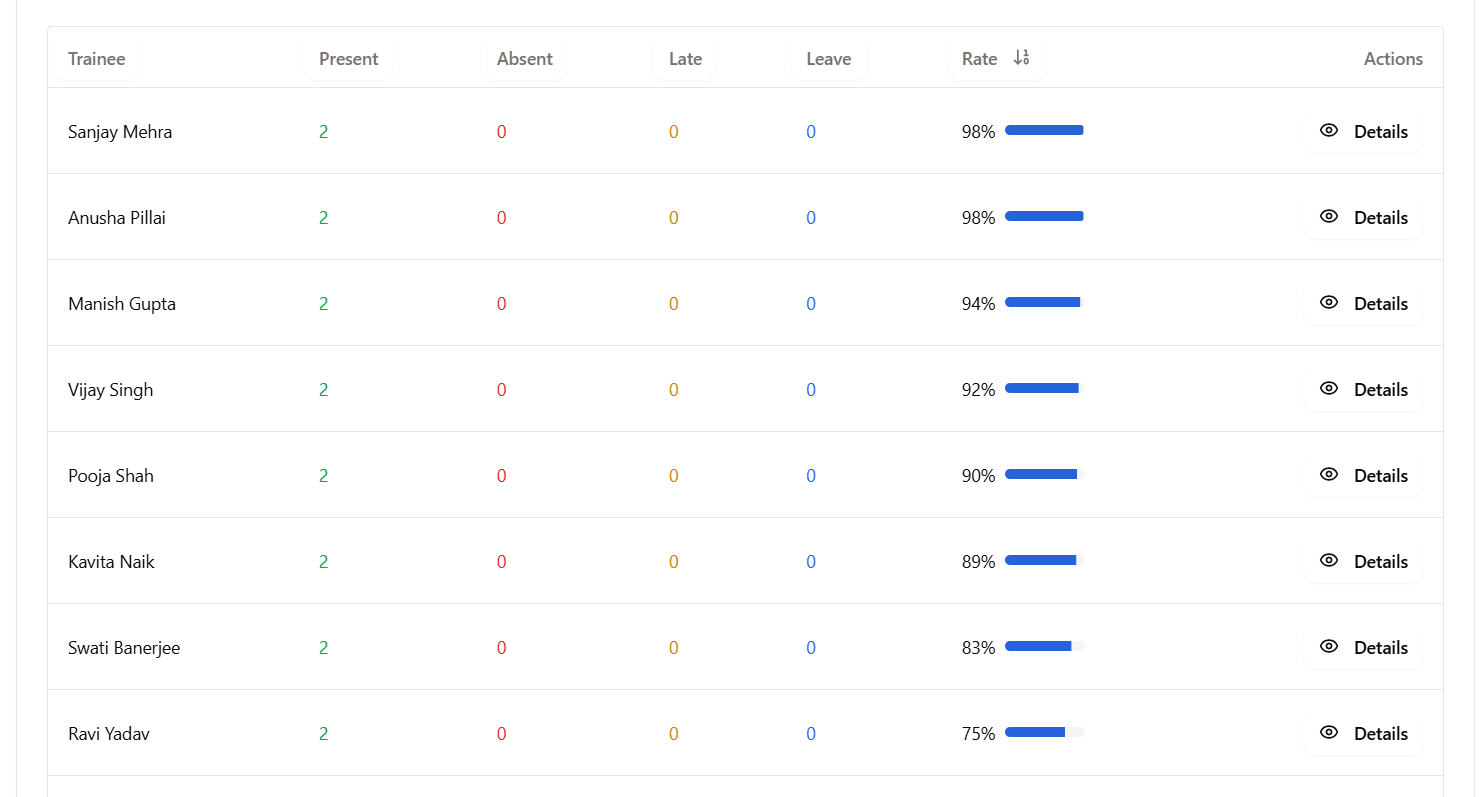 Trainee Present Absent Late Leave Rate Actions
Sanjay Mehra 2 0 0 0 98% Details
Anusha Pillai 2 0 0 0 98% Details
Manish Gupta 2 0 0 0 94% Details
Vijay Singh 2 0 0 0 92% Details
Pooja Shah 2 0 0 0 90% Details
Kavita Naik 2 0 0 0 89% Details
Swati Banerjee 2 0 0 0 83% Details
Ravi Yadav 2 0 0 0 75% Details